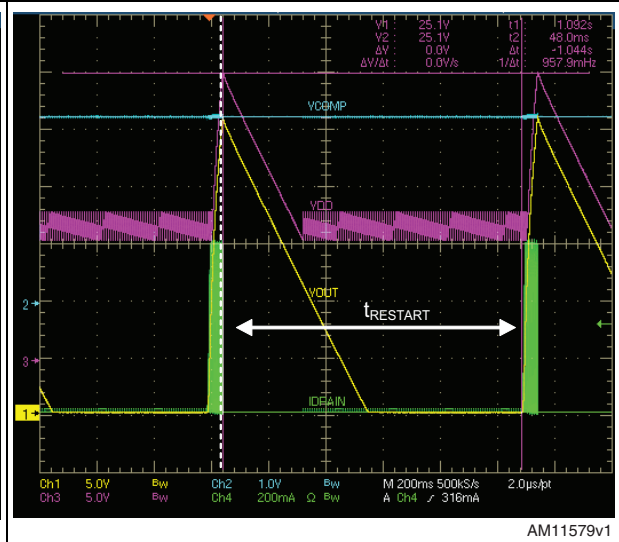 V1 : 25.1V t1 : 1.092s
V2 : 25.1V t2 : 48.0ms
ΔV : 0.0V Δt : -1.044s
ΔV/Δt : 0.0V/s 1/Δt : 957.9mHz
VCOMP
VDD
VOUT
tRESTART
IDRAIN
2
3
1
Ch1 5.0V Bw Ch2 1.0V Bw M 200ms 500kS/s 2.0µs/pt
Ch3 5.0V Bw Ch4 200mA Ω Bw A Ch4 / 316mA
AM11579v1